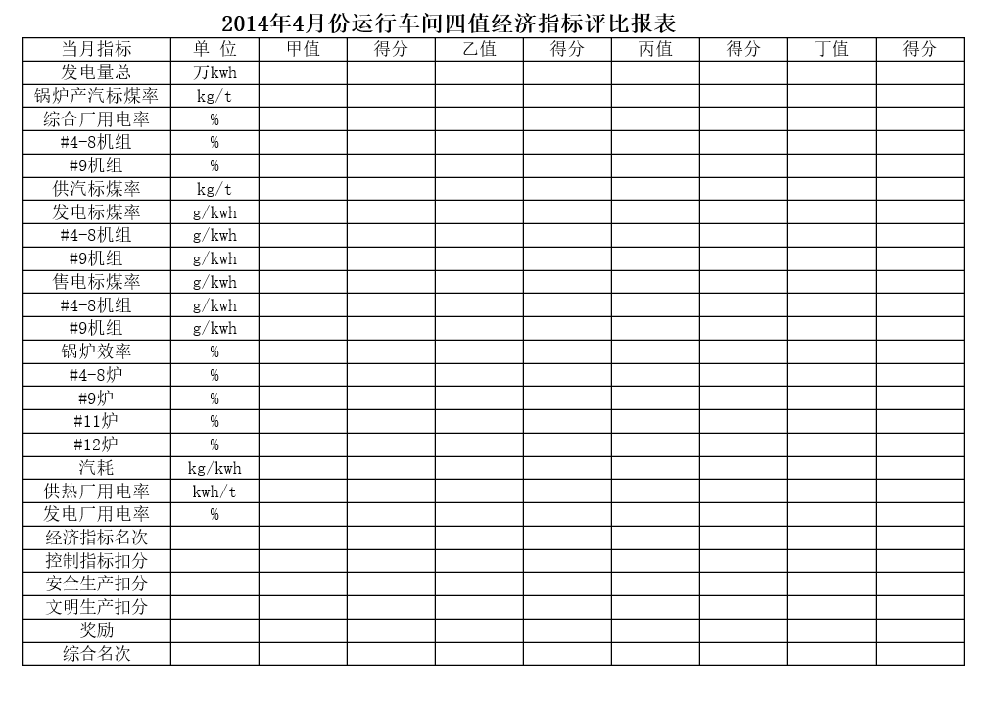 2014年4月份运行车间四值经济指标评比报表
当月指标 单 位 甲值 得分 乙值 得分 丙值 得分 丁值 得分
发电量总 万kwh
锅炉产汽标煤率 kg/t
综合厂用电率 %
#4-8机组 %
#9机组 %
供汽标煤率 kg/t
发电标煤率 g/kwh
#4-8机组 g/kwh
#9机组 g/kwh
售电标煤率 g/kwh
#4-8机组 g/kwh
#9机组 g/kwh
锅炉效率 %
#4-8炉 %
#9炉 %
#11炉 %
#12炉 %
汽耗 kg/kwh
供热厂用电率 kwh/t
发电厂用电率 %
经济指标名次
控制指标扣分
安全生产扣分
文明生产扣分
奖励
综合名次